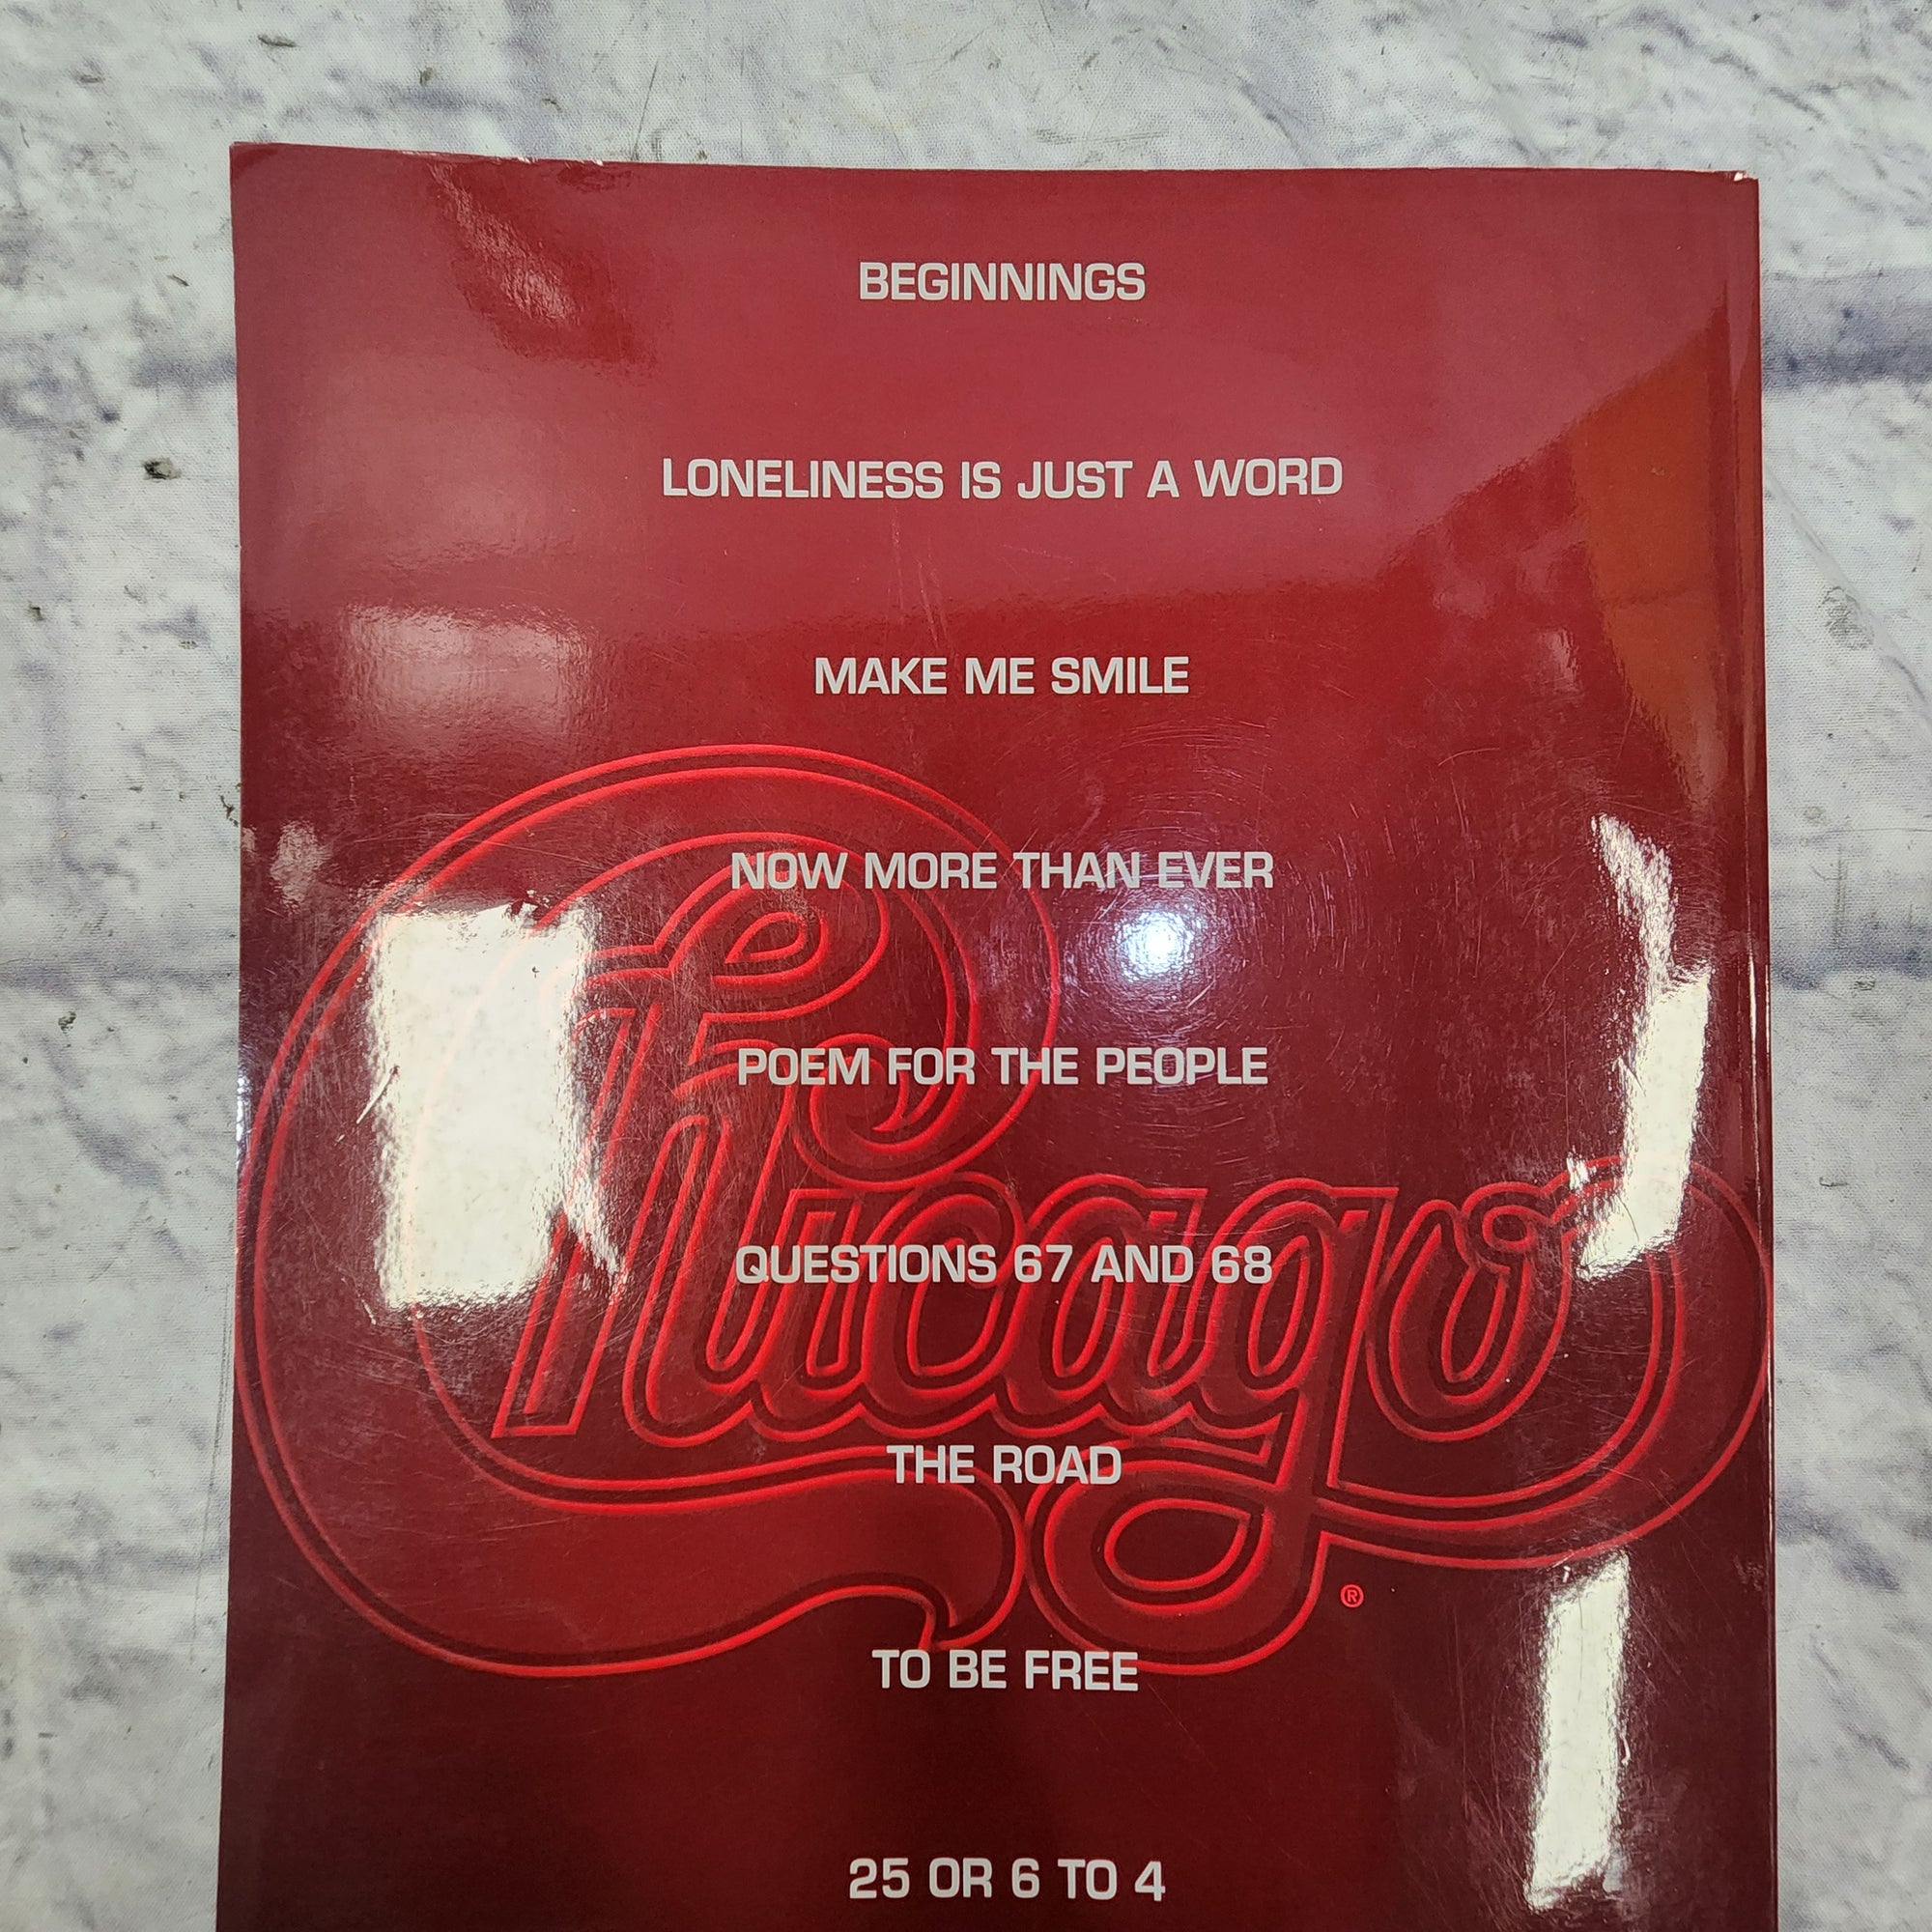 BEGINNINGS
LONELINESS IS JUST A WORD
MAKE ME SMILE
NOW MORE THAN EVER
POEM FOR THE PEOPLE
Chicago
QUESTIONS 67 AND 68
THE ROAD
®
TO BE FREE
25 OR 6 TO 4